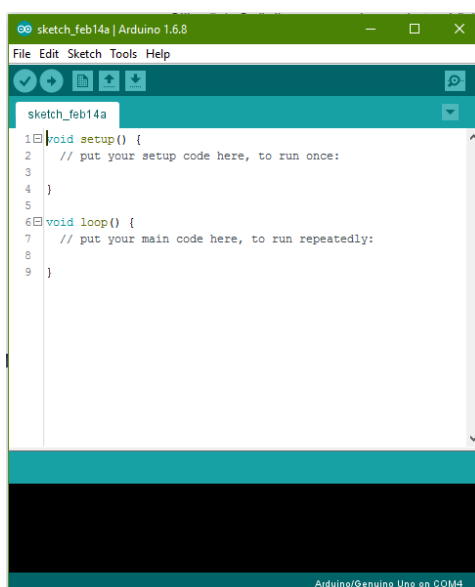 sketch_feb14a | Arduino 1.6.8
File Edit Sketch Tools Help
sketch_feb14a
1 void setup() {
2 // put your setup code here, to run once:
3
4 }
5
6 void loop() {
7 // put your main code here, to run repeatedly:
8
9 }
Arduino/Genuino Uno on COM4